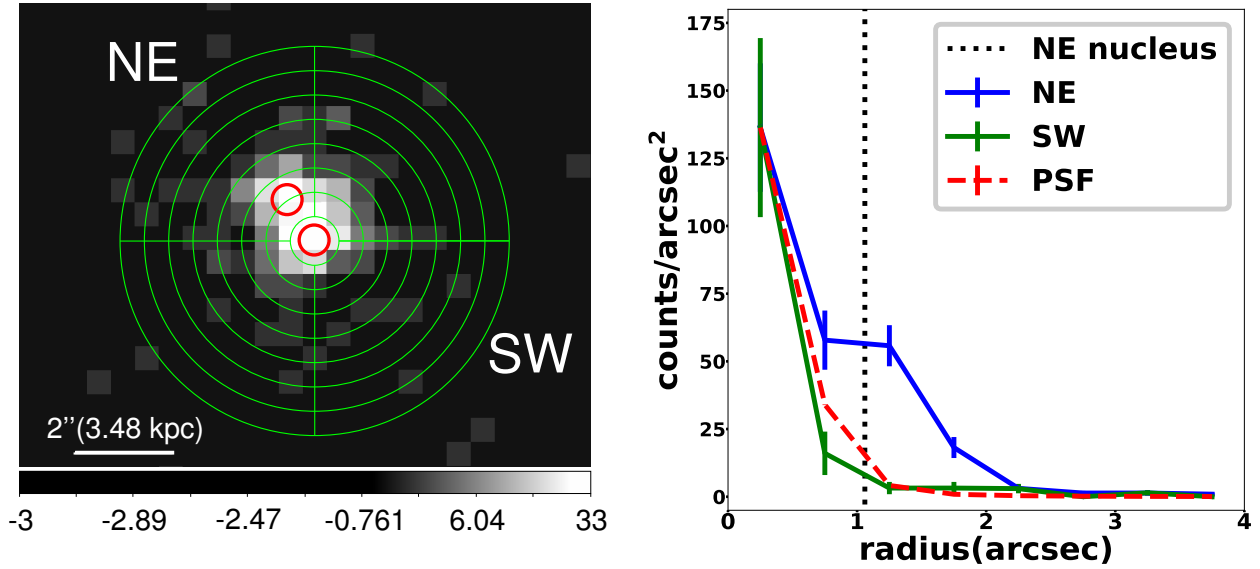 NE
SW
2’’(3.48 kpc)
-3 -2.89 -2.47 -0.761 6.04 33
counts/arcsec²
175
150
125
100
75
50
25
0
NE nucleus
NE
SW
PSF
0 1 2 3 4
radius(arcsec)